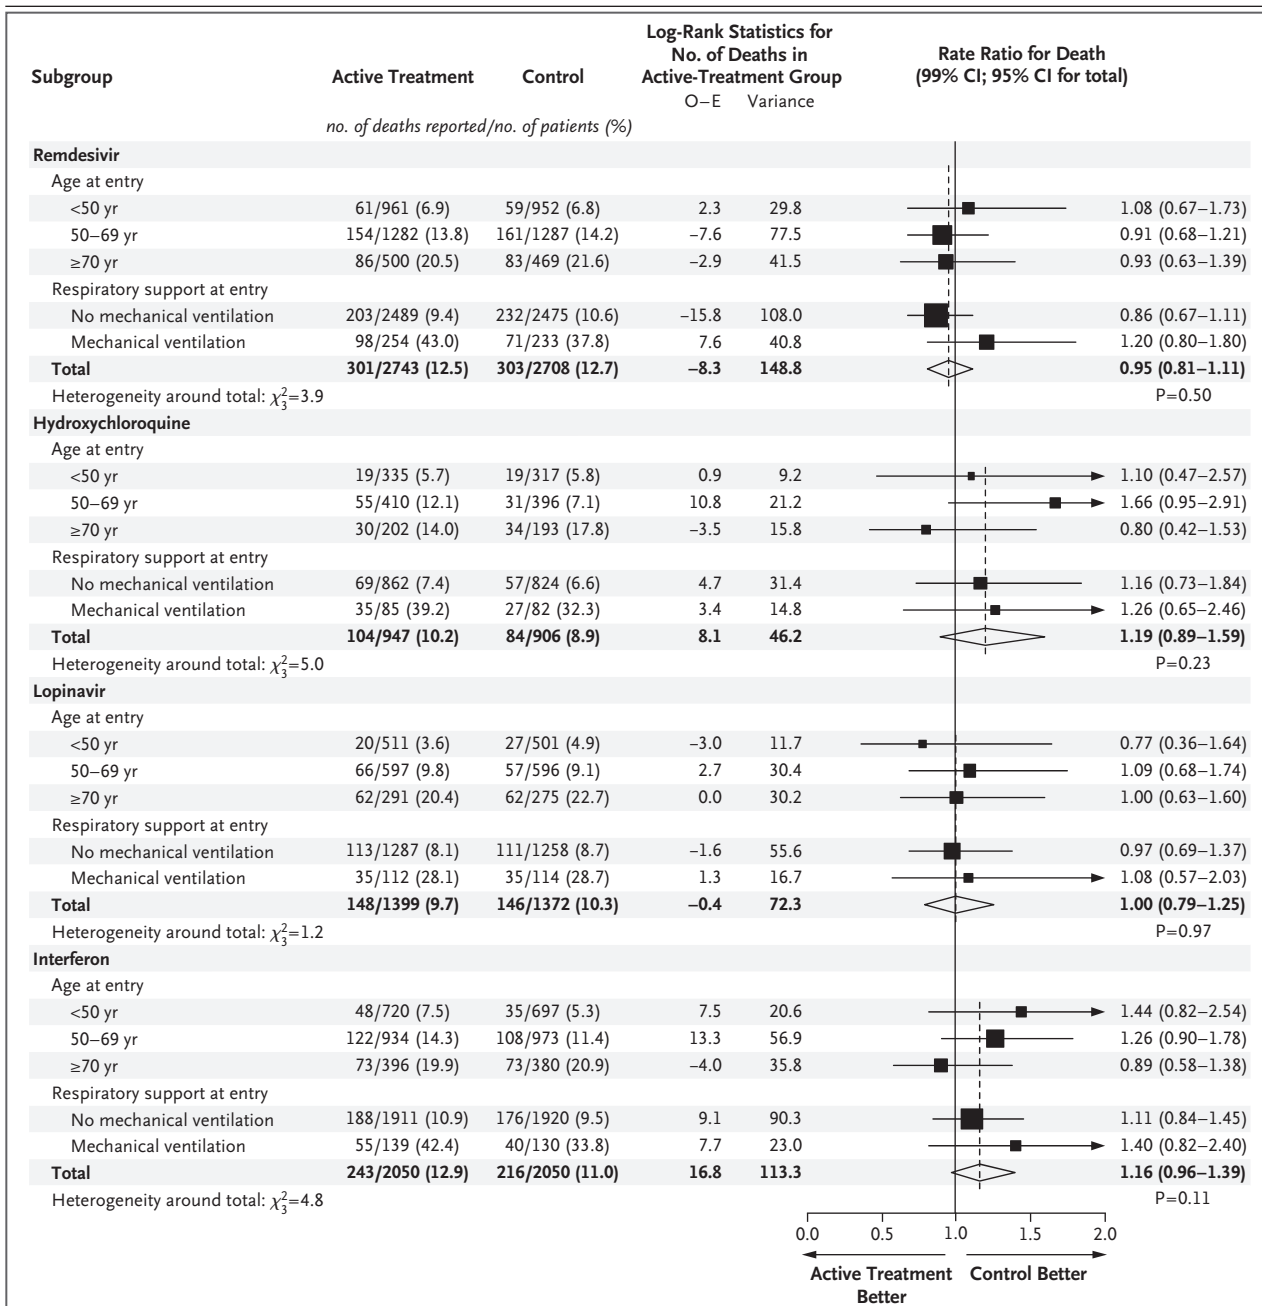 Subgroup Active Treatment Control Log-Rank Statistics for No. of Deaths in Active-Treatment Group Rate Ratio for Death (99% CI; 95% CI for total)
O–E Variance
no. of deaths reported/no. of patients (%)
Remdesivir
Age at entry
<50 yr 61/961 (6.9) 59/952 (6.8) 2.3 29.8 1.08 (0.67–1.73)
50–69 yr 154/1282 (13.8) 161/1287 (14.2) −7.6 77.5 0.91 (0.68–1.21)
≥70 yr 86/500 (20.5) 83/469 (21.6) −2.9 41.5 0.93 (0.63–1.39)
Respiratory support at entry
No mechanical ventilation 203/2489 (9.4) 232/2475 (10.6) −15.8 108.0 0.86 (0.67–1.11)
Mechanical ventilation 98/254 (43.0) 71/233 (37.8) 7.6 40.8 1.20 (0.80–1.80)
Total 301/2743 (12.5) 303/2708 (12.7) −8.3 148.8 0.95 (0.81–1.11)
Heterogeneity around total: χ²₃=3.9 P=0.50
Hydroxychloroquine
Age at entry
<50 yr 19/335 (5.7) 19/317 (5.8) 0.9 9.2 1.10 (0.47–2.57)
50–69 yr 55/410 (12.1) 31/396 (7.1) 10.8 21.2 1.66 (0.95–2.91)
≥70 yr 30/202 (14.0) 34/193 (17.8) −3.5 15.8 0.80 (0.42–1.53)
Respiratory support at entry
No mechanical ventilation 69/862 (7.4) 57/824 (6.6) 4.7 31.4 1.16 (0.73–1.84)
Mechanical ventilation 35/85 (39.2) 27/82 (32.3) 3.4 14.8 1.26 (0.65–2.46)
Total 104/947 (10.2) 84/906 (8.9) 8.1 46.2 1.19 (0.89–1.59)
Heterogeneity around total: χ²₃=5.0 P=0.23
Lopinavir
Age at entry
<50 yr 20/511 (3.6) 27/501 (4.9) −3.0 11.7 0.77 (0.36–1.64)
50–69 yr 66/597 (9.8) 57/596 (9.1) 2.7 30.4 1.09 (0.68–1.74)
≥70 yr 62/291 (20.4) 62/275 (22.7) 0.0 30.2 1.00 (0.63–1.60)
Respiratory support at entry
No mechanical ventilation 113/1287 (8.1) 111/1258 (8.7) −1.6 55.6 0.97 (0.69–1.37)
Mechanical ventilation 35/112 (28.1) 35/114 (28.7) 1.3 16.7 1.08 (0.57–2.03)
Total 148/1399 (9.7) 146/1372 (10.3) −0.4 72.3 1.00 (0.79–1.25)
Heterogeneity around total: χ²₃=1.2 P=0.97
Interferon
Age at entry
<50 yr 48/720 (7.5) 35/697 (5.3) 7.5 20.6 1.44 (0.82–2.54)
50–69 yr 122/934 (14.3) 108/973 (11.4) 13.3 56.9 1.26 (0.90–1.78)
≥70 yr 73/396 (19.9) 73/380 (20.9) −4.0 35.8 0.89 (0.58–1.38)
Respiratory support at entry
No mechanical ventilation 188/1911 (10.9) 176/1920 (9.5) 9.1 90.3 1.11 (0.84–1.45)
Mechanical ventilation 55/139 (42.4) 40/130 (33.8) 7.7 23.0 1.40 (0.82–2.40)
Total 243/2050 (12.9) 216/2050 (11.0) 16.8 113.3 1.16 (0.96–1.39)
Heterogeneity around total: χ²₃=4.8 P=0.11
0.0 0.5 1.0 1.5 2.0
Active Treatment Better Control Better